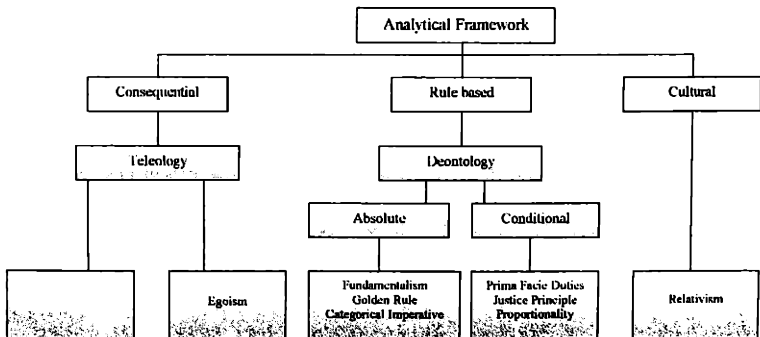 Analytical Framework
Consequential
Rule based
Cultural
Teleology
Deontology
Absolute
Conditional
Egoism
Fundamentalism
Golden Rule
Categorical Imperative
Prima Facie Duties
Justice Principle
Proportionality
Relativism